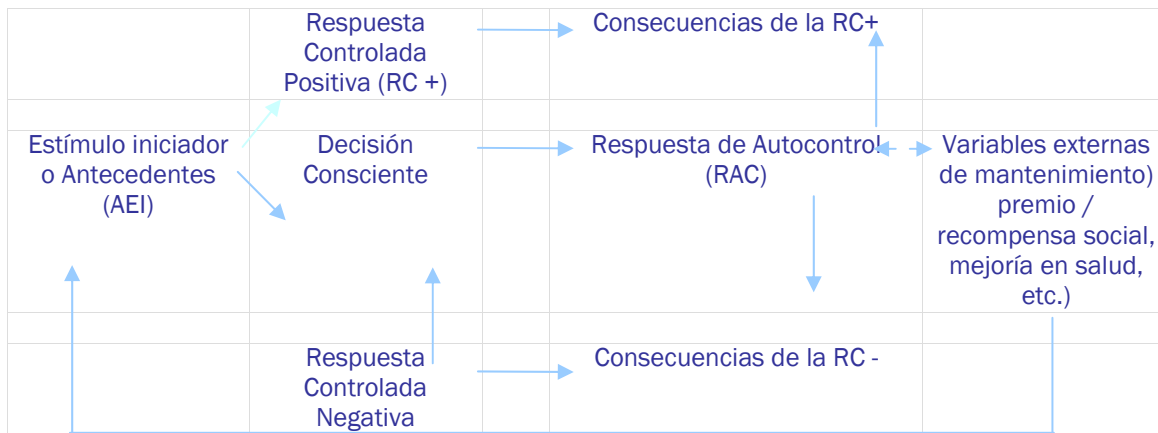 Respuesta
Controlada
Positiva (RC +)
Consecuencias de la RC+
Estímulo iniciador
o Antecedentes
(AEI)
Decisión
Consciente
Respuesta de Autocontrol
(RAC)
Variables externas
de mantenimiento)
premio /
recompensa social,
mejoría en salud,
etc.)
Respuesta
Controlada
Negativa
Consecuencias de la RC -